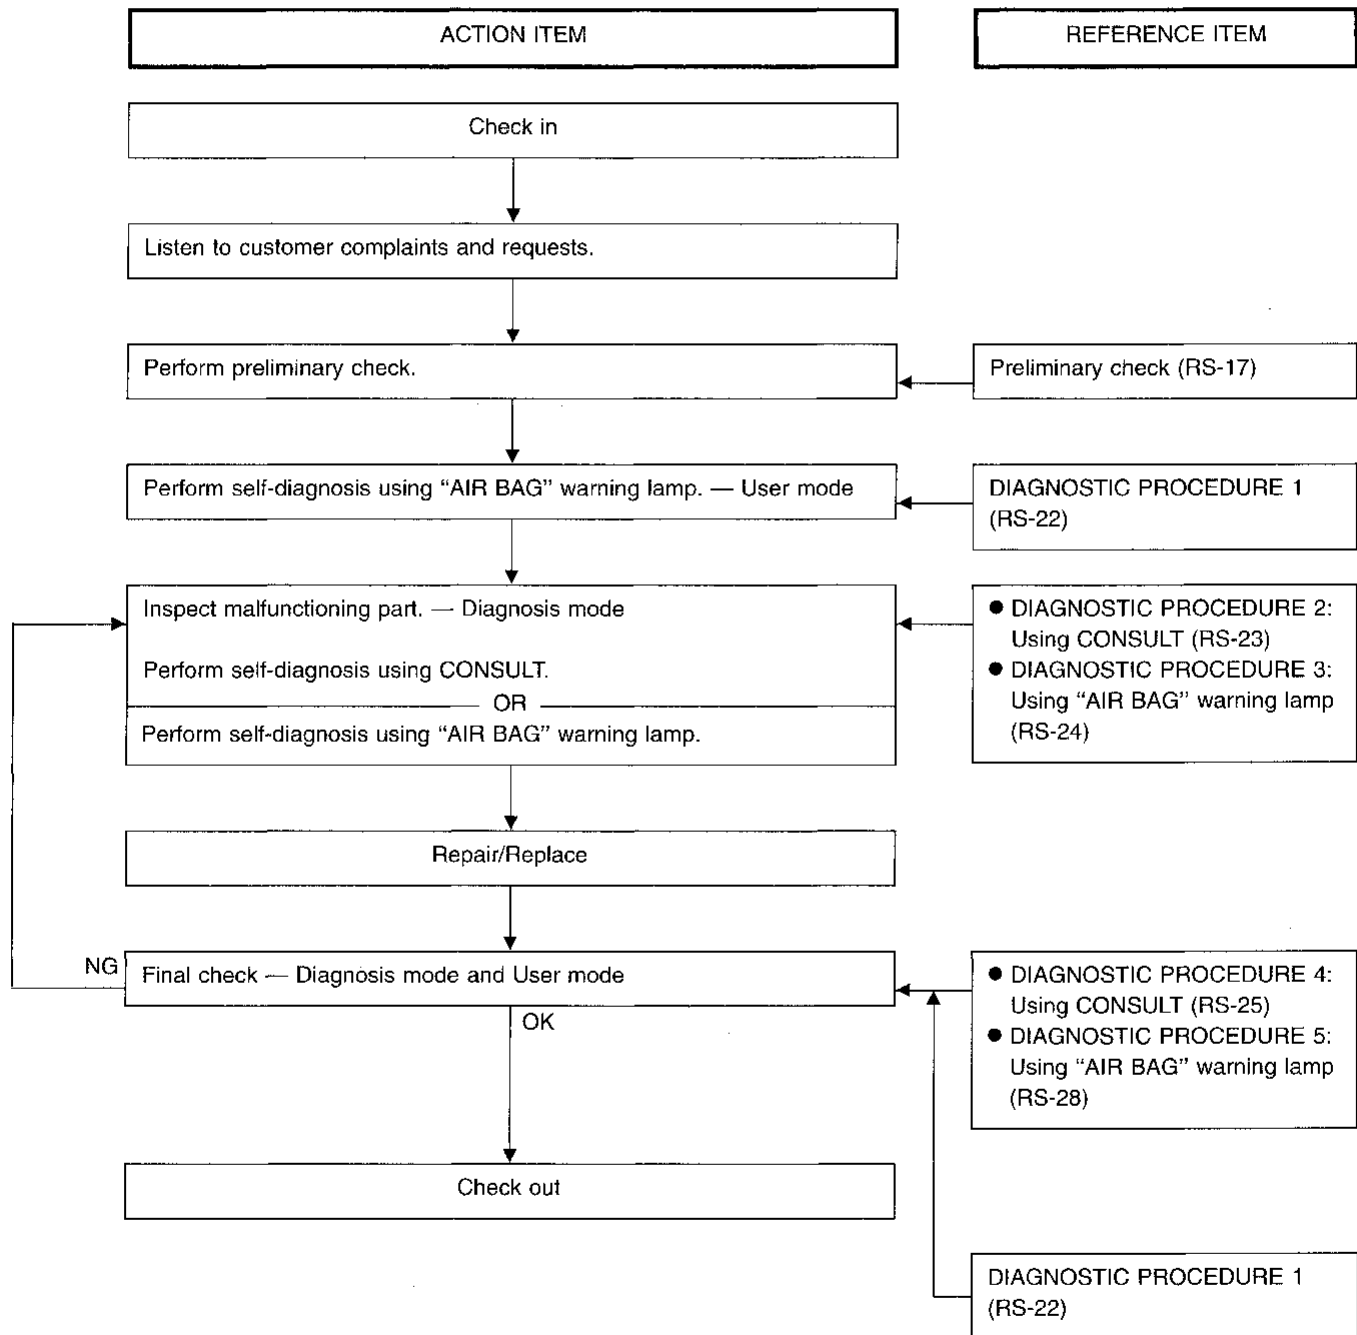 ACTION ITEM
REFERENCE ITEM
Check in
Listen to customer complaints and requests.
Perform preliminary check.
Preliminary check (RS-17)
Perform self-diagnosis using “AIR BAG” warning lamp. — User mode
DIAGNOSTIC PROCEDURE 1
(RS-22)
Inspect malfunctioning part. — Diagnosis mode
Perform self-diagnosis using CONSULT.
OR
Perform self-diagnosis using “AIR BAG” warning lamp.
● DIAGNOSTIC PROCEDURE 2:
Using CONSULT (RS-23)
● DIAGNOSTIC PROCEDURE 3:
Using “AIR BAG” warning lamp
(RS-24)
Repair/Replace
NG
Final check — Diagnosis mode and User mode
OK
● DIAGNOSTIC PROCEDURE 4:
Using CONSULT (RS-25)
● DIAGNOSTIC PROCEDURE 5:
Using “AIR BAG” warning lamp
(RS-28)
Check out
DIAGNOSTIC PROCEDURE 1
(RS-22)